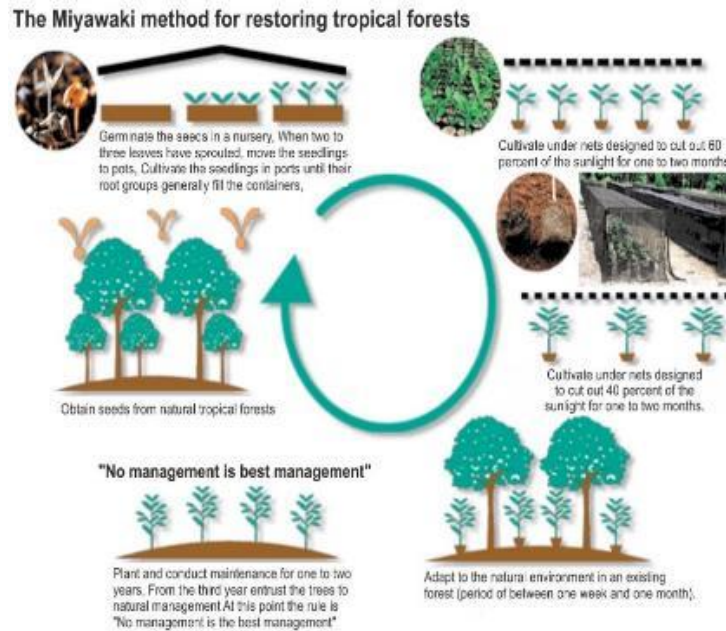 The Miyawaki method for restoring tropical forests
Germinate the seeds in a nursery, When two to
three leaves have sprouted, move the seedlings
to pots, Cultivate the seedlings in ports until their
root groups generally fill the containers,
Cultivate under nets designed to cut out 60
percent of the sunlight for one to two months
Cultivate under nets designed
to cut out 40 percent of the
sunlight for one to two months.
Obtain seeds from natural tropical forests
"No management is best management"
Plant and conduct maintenance for one to two
years. From the third year entrust the trees to
natural management At this point the rule is
"No management is the best management"
Adapt to the natural environment in an existing
forest (period of between one week and one month).